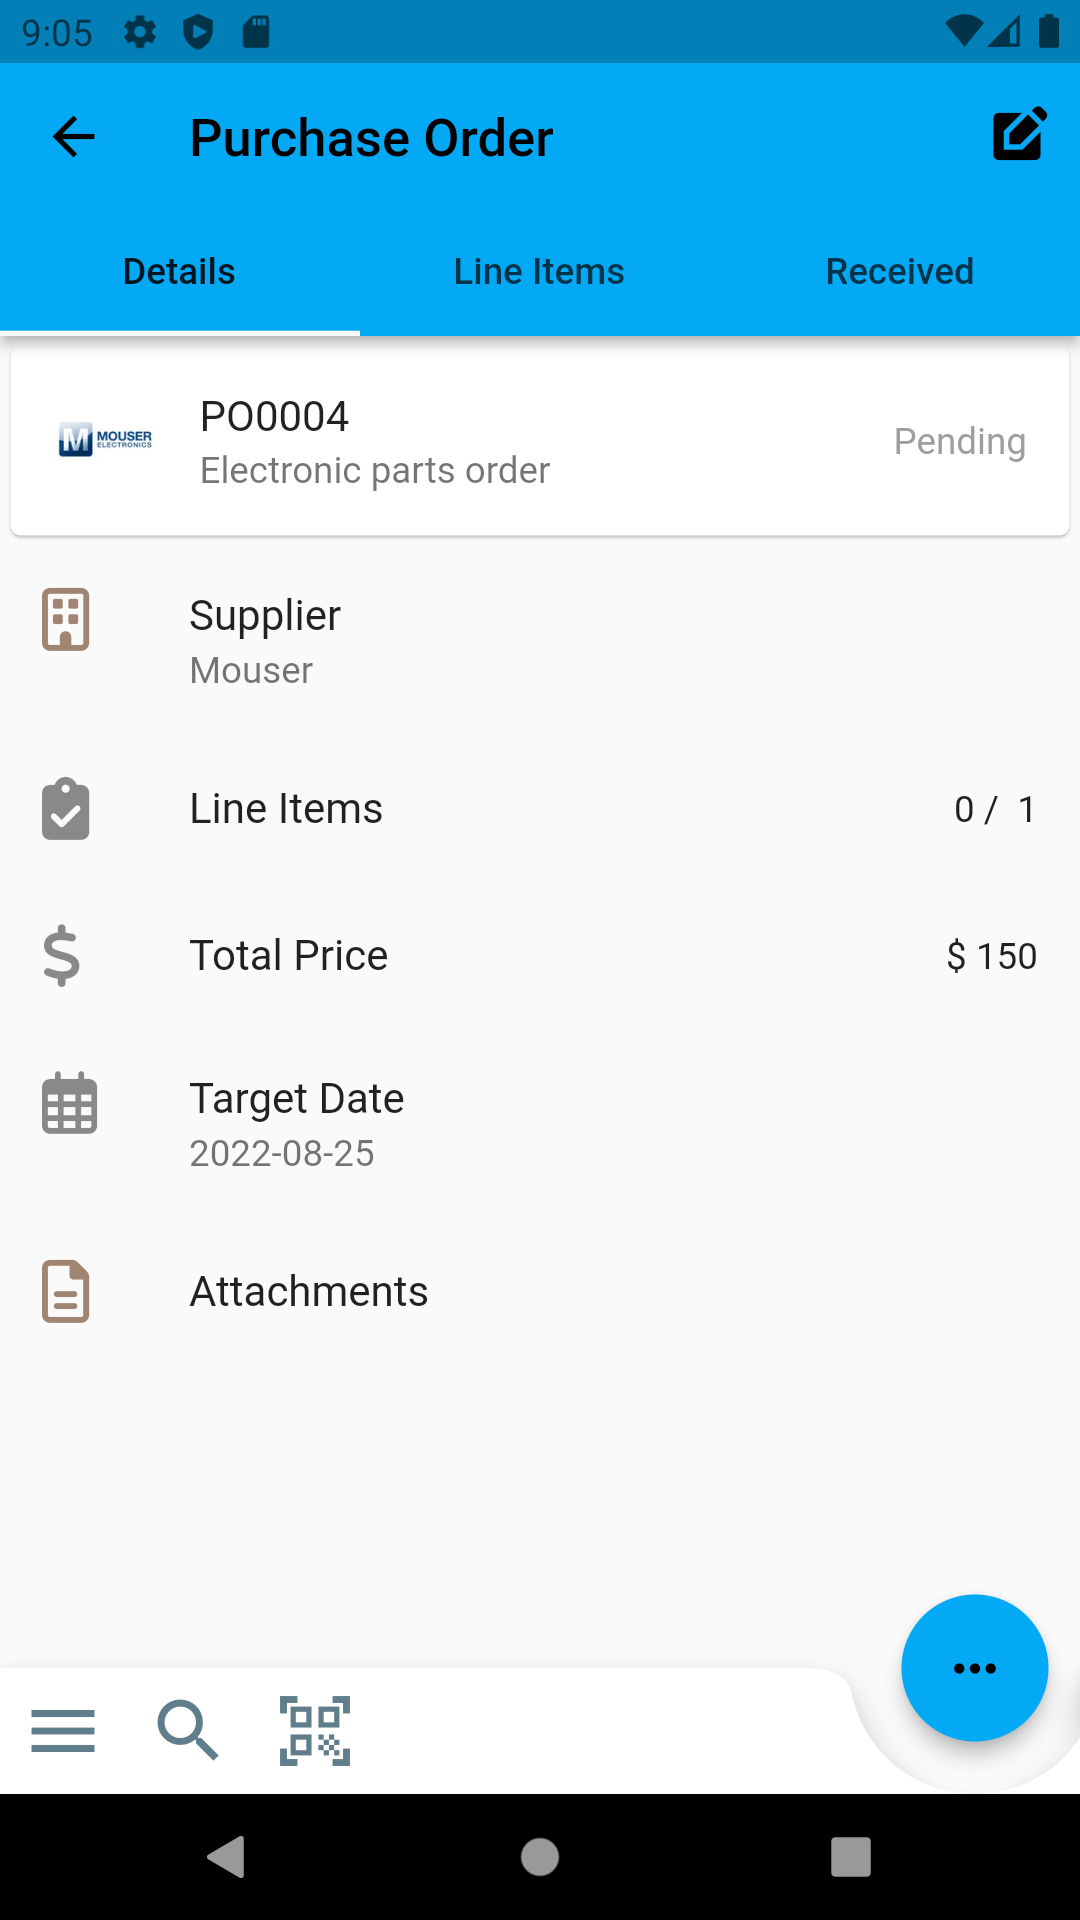 9:05
Purchase Order
Details
Line Items
Received
M MOUSER
ELECTRONICS
PO0004
Electronic parts order
Pending
Supplier
Mouser
Line Items
0 / 1
Total Price
$ 150
Target Date
2022-08-25
Attachments